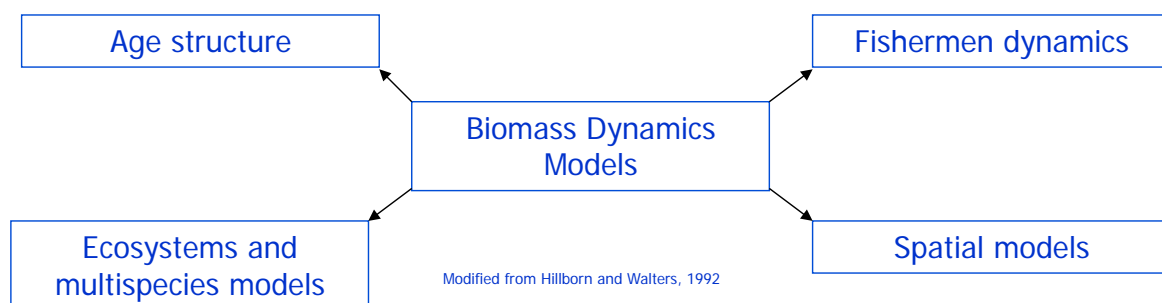 Age structure
Fishermen dynamics
Biomass Dynamics
Models
Ecosystems and
multispecies models
Spatial models
Modified from Hillborn and Walters, 1992